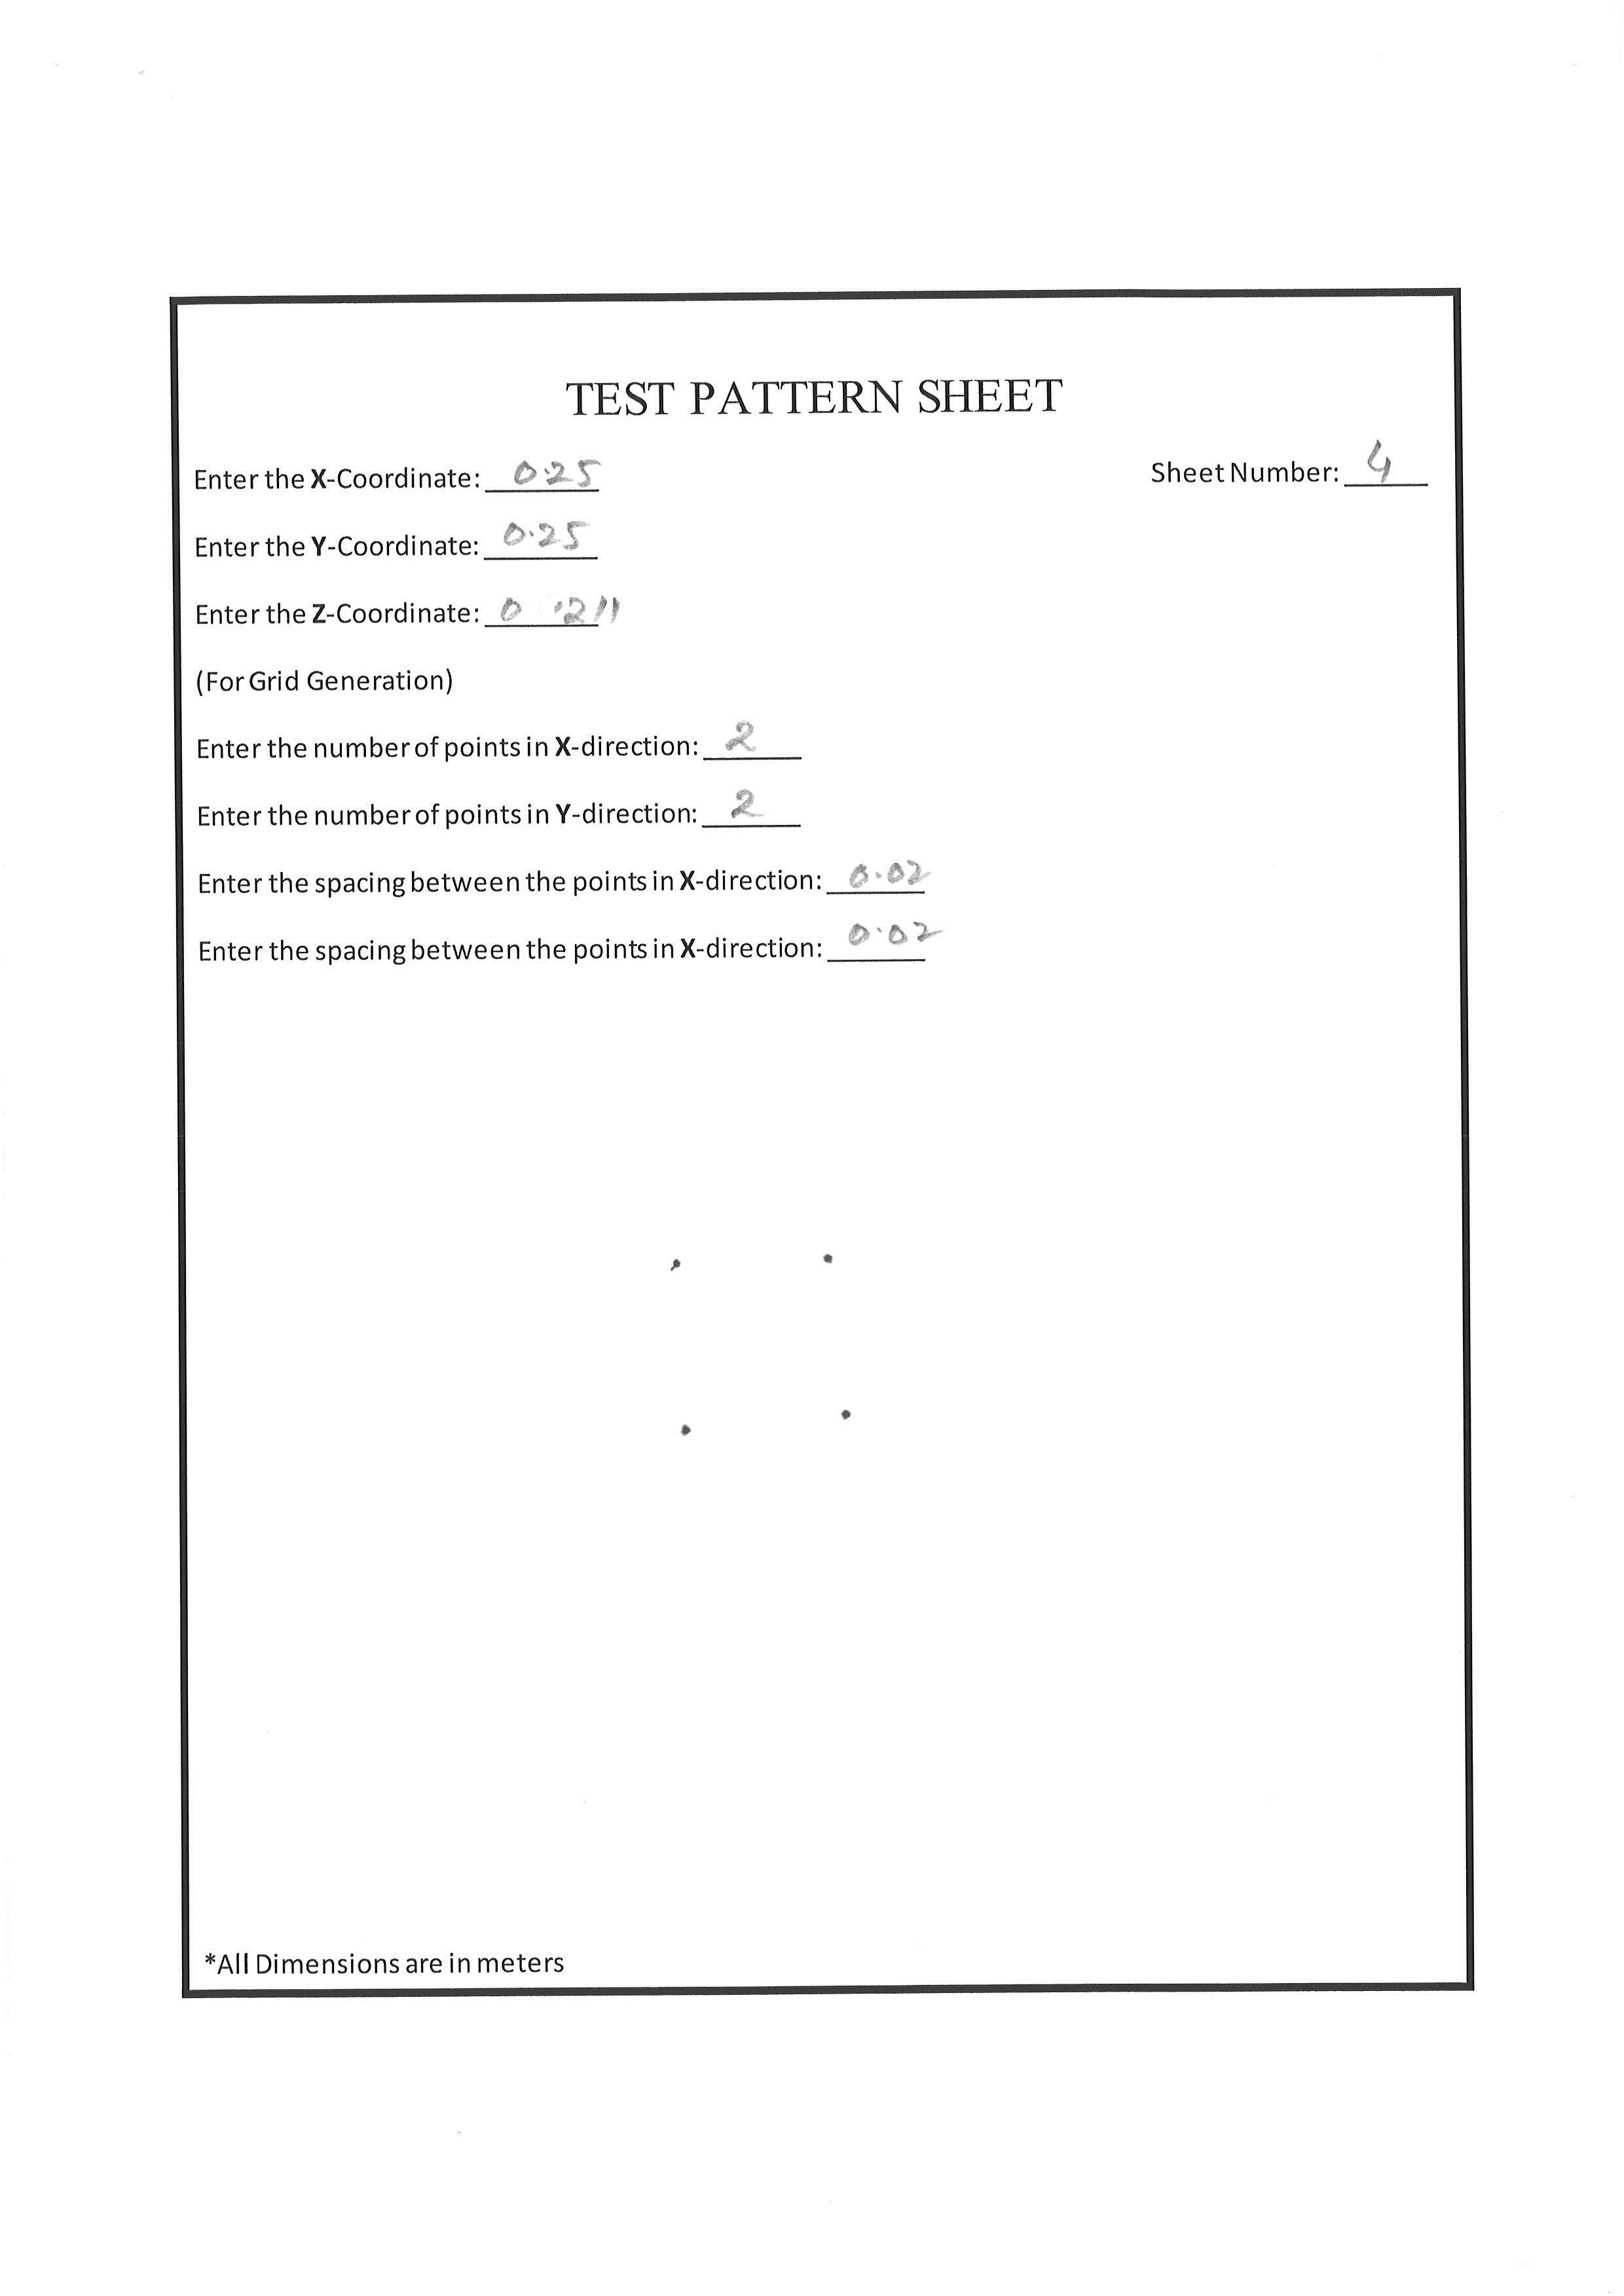 TEST PATTERN SHEET
Enter the X-Coordinate: 0.25 Sheet Number: 4
Enter the Y-Coordinate: 0.25
Enter the Z-Coordinate: 0 .211
(For Grid Generation)
Enter the number of points in X-direction: 2
Enter the number of points in Y-direction: 2
Enter the spacing between the points in X-direction: 0.02
Enter the spacing between the points in X-direction: 0.02
*All Dimensions are in meters